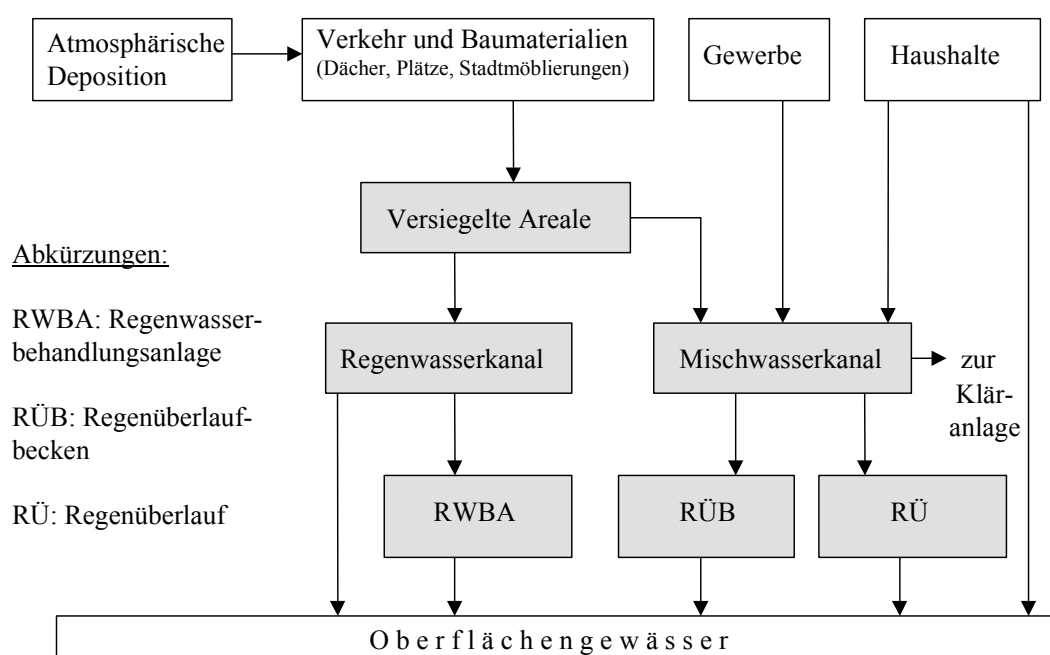 Atmosphärische
Deposition
Verkehr und Baumaterialien
(Dächer, Plätze, Stadtmöblierungen)
Gewerbe
Haushalte
Versiegelte Areale
Abkürzungen:
RWBA: Regenwasser-
behandlungsanlage
RÜB: Regenüberlauf-
becken
RÜ: Regenüberlauf
Regenwasserkanal
Mischwasserkanal
zur
Klär-
anlage
RWBA
RÜB
RÜ
Oberflächengewässer